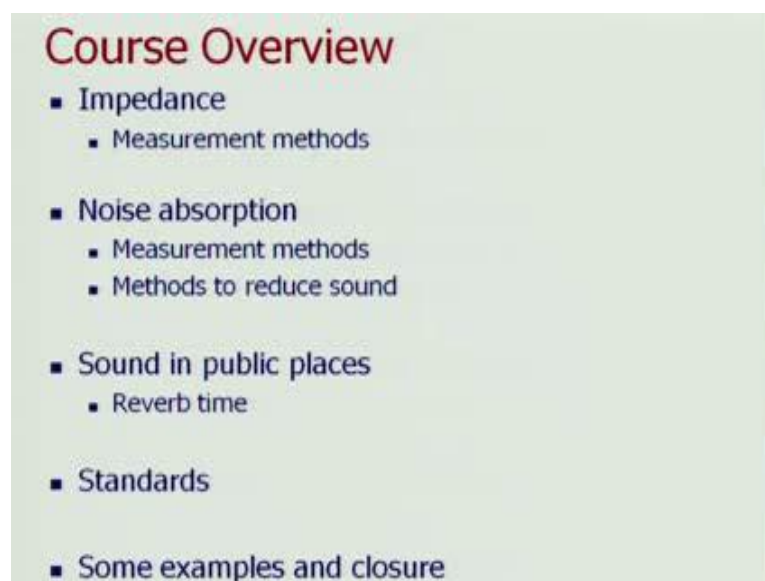 Course Overview
▪ Impedance
▪ Measurement methods
▪ Noise absorption
▪ Measurement methods
▪ Methods to reduce sound
▪ Sound in public places
▪ Reverb time
▪ Standards
▪ Some examples and closure